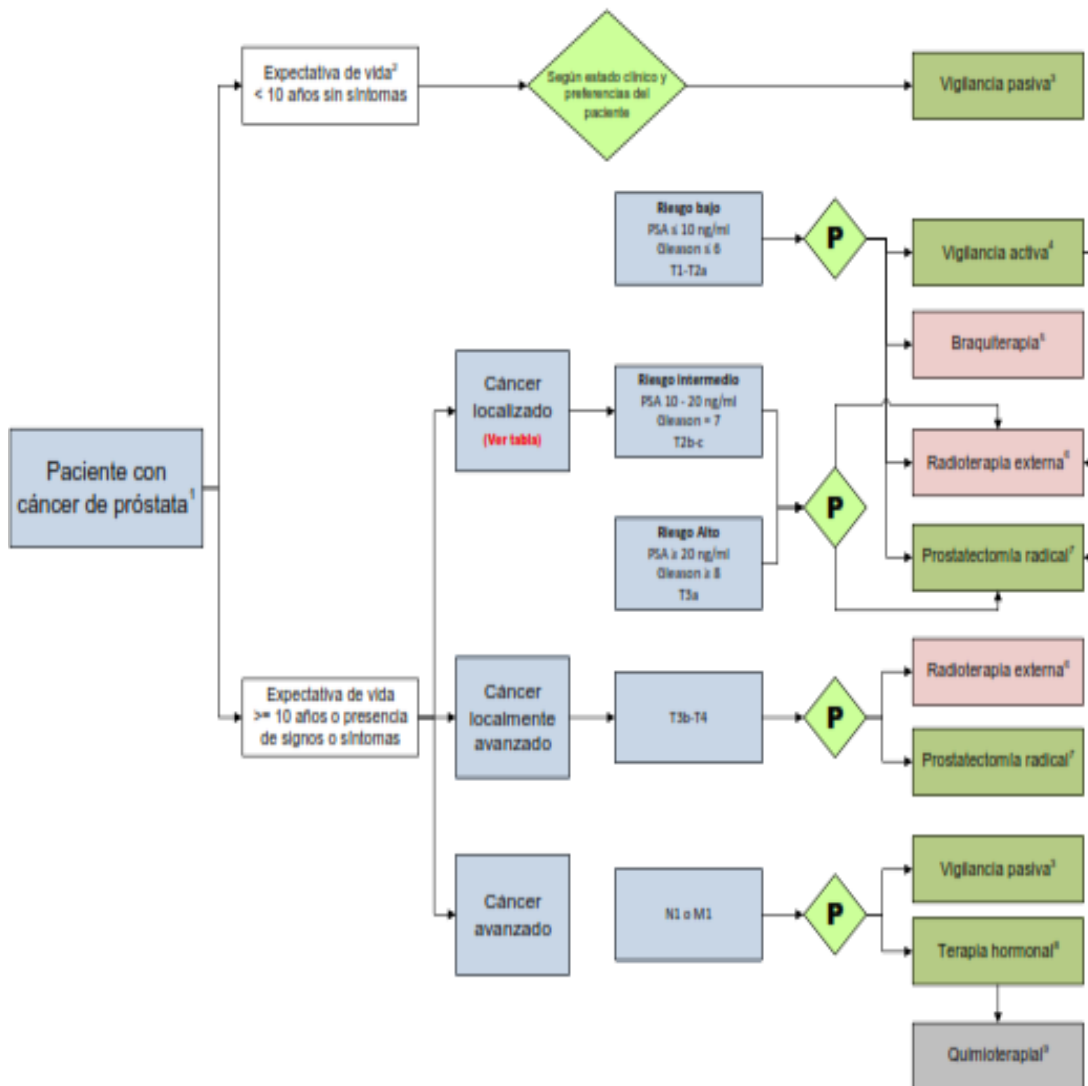 Expectativa de vida²
< 10 años sin síntomas
Según estado clínico y
preferencias del
paciente
Vigilancia pasiva³
Riesgo bajo
PSA ≤ 10 ng/ml
Gleason ≤ 6
T1-T2a
P
Vigilancia activa⁴
Braquiterapia⁵
Cáncer
localizado
(Ver tabla)
Riesgo Intermedio
PSA 10 - 20 ng/ml
Gleason = 7
T2b-c
Paciente con
cáncer de próstata¹
P
Radioterapia externa⁶
Riesgo Alto
PSA ≥ 20 ng/ml
Gleason ≥ 8
T3a
Prostatectomía radical⁷
Expectativa de vida
>= 10 años o presencia
de signos o síntomas
Cáncer
localmente
avanzado
T3b-T4
P
Radioterapia externa⁶
Prostatectomía radical⁷
Cáncer
avanzado
N1 o M1
P
Vigilancia pasiva³
Terapia hormonal⁸
Quimioterapial⁹